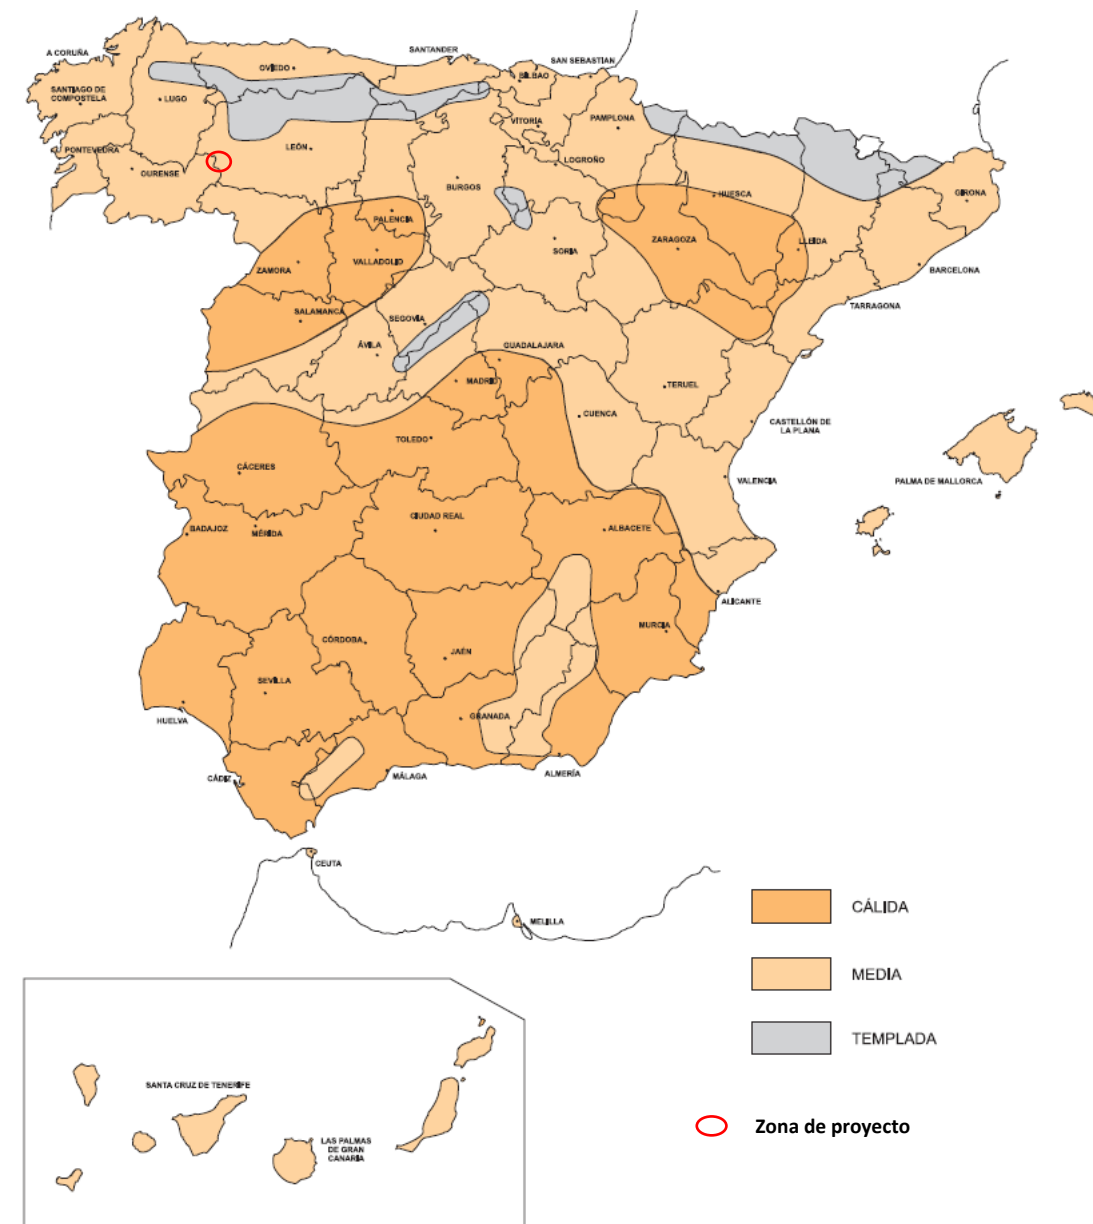 SANTANDER
A CORUÑA
SAN SEBASTIAN
OVIEDO
BILBAO
SANTIAGO DE
COMPOSTELA
LUGO
PAMPLONA
VITORIA
LEÓN
PONTEVEDRA
LOGROÑO
OURENSE
BURGOS
HUESCA
GIRONA
PALENCIA
ZARAGOZA
LLEIDA
SORIA
VALLADOLID
ZAMORA
BARCELONA
TARRAGONA
SALAMANCA
SEGOVIA
ÁVILA
GUADALAJARA
MADRID
TERUEL
CUENCA
CASTELLÓN DE
LA PLANA
TOLEDO
CÁCERES
VALENCIA
PALMA DE MALLORCA
CIUDAD REAL
BADAJOZ
MÉRIDA
ALBACETE
ALICANTE
MURCIA
CÓRDOBA
JAÉN
SEVILLA
HUELVA
GRANADA
CÁDIZ
MÁLAGA
ALMERÍA
CEUTA
MELILLA
CÁLIDA
MEDIA
TEMPLADA
SANTA CRUZ DE TENERIFE
LAS PALMAS
DE GRAN
CANARIA
Zona de proyecto